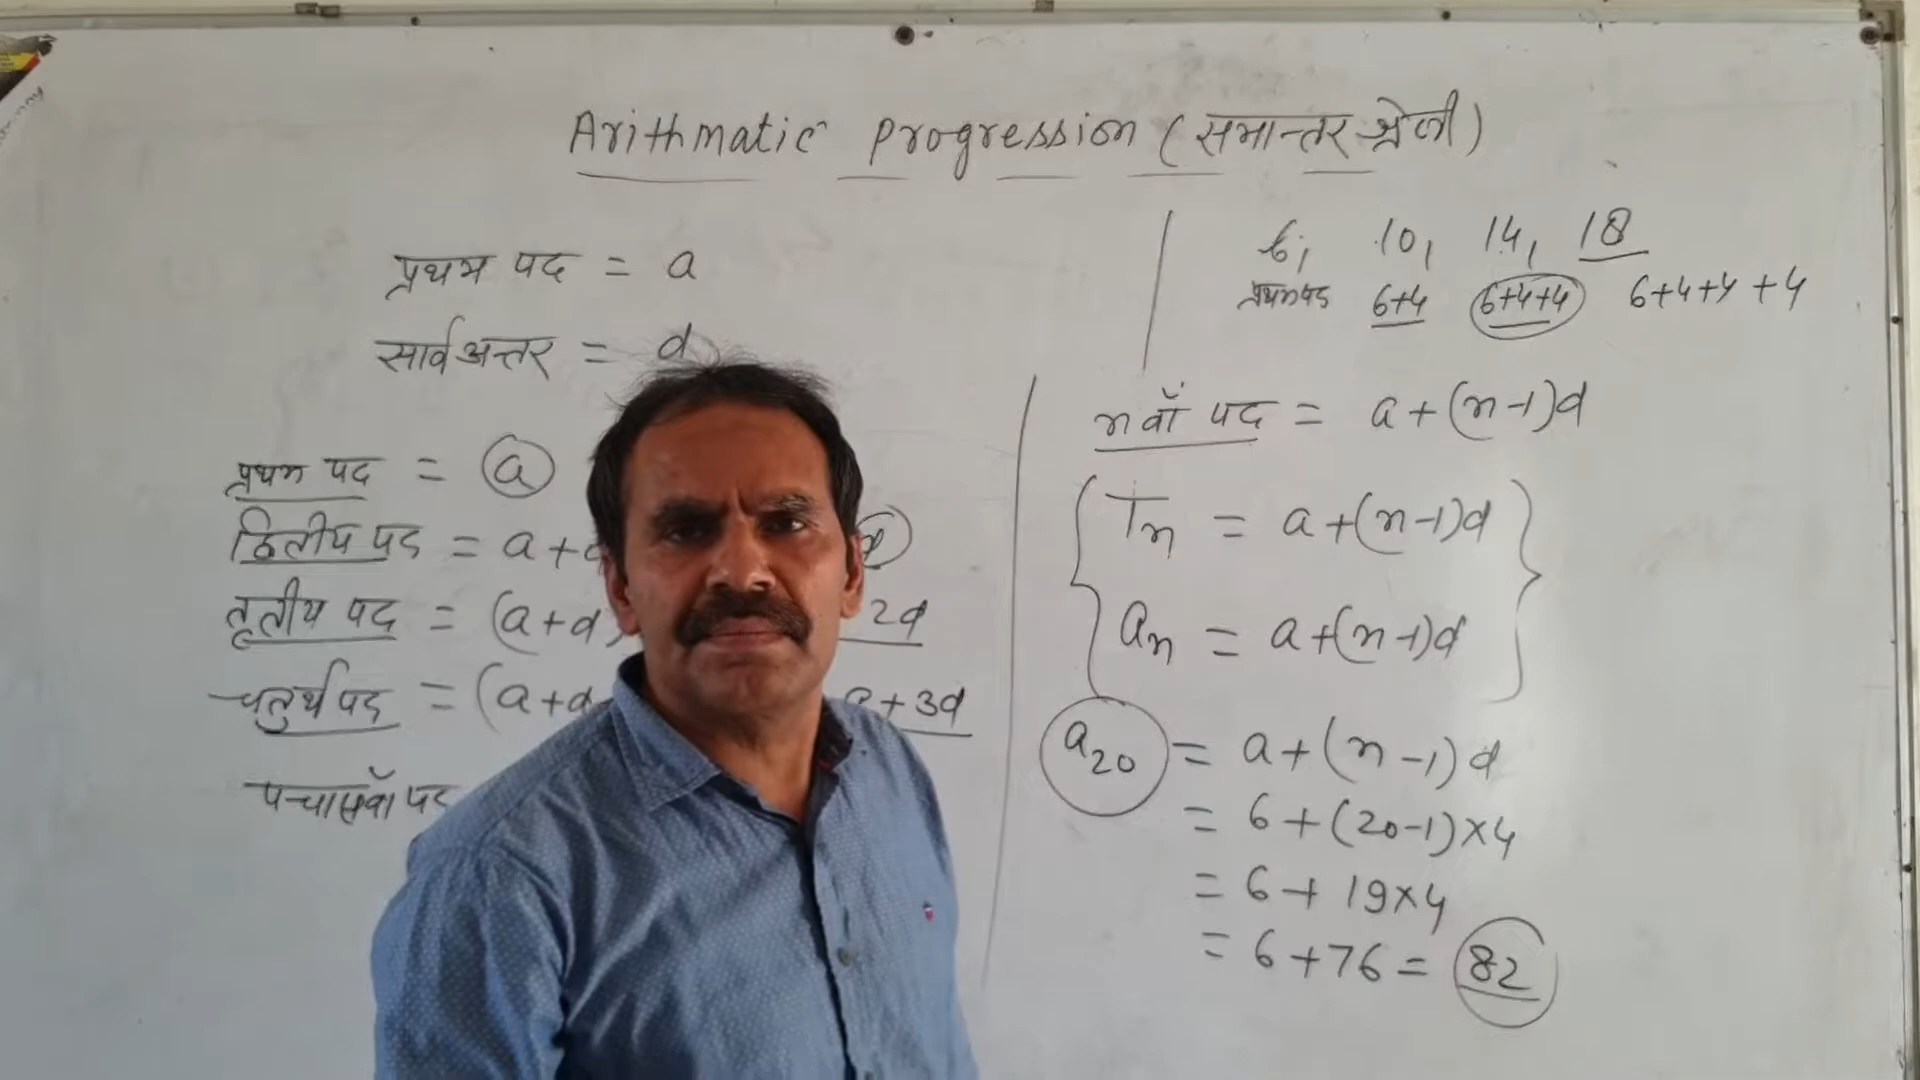 Arithmatic Progression (समान्तर श्रेणी)
प्रथम पद = a
सार्वअन्तर = d
प्रथम पद = a
द्वितीय पद = a+d
तृतीय पद = (a+d) 2d
चतुर्थ पद = (a+d +3d
पचासवाँ पद
6, 10, 14, 18
प्रथम पद 6+4 6+4+4 6+4+4+4
nवाँ पद = a+(n-1)d
Tn = a+(n-1)d
an = a+(n-1)d
a20 = a+(n-1)d
= 6+(20-1)×4
= 6+19×4
= 6+76 = 82